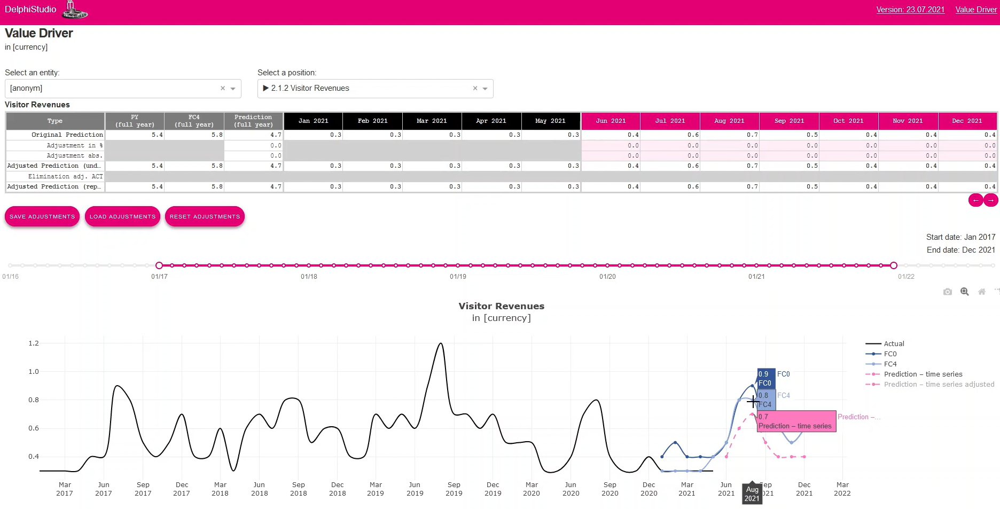 DelphiStudio
Version: 23.07.2021 Value Driver
Value Driver
in [currency]
Select an entity: Select a position:
[anonym] × ▶ 2.1.2 Visitor Revenues ×
Visitor Revenues
Type PY (full year) FC4 (full year) Prediction (full year) Jan 2021 Feb 2021 Mar 2021 Apr 2021 May 2021 Jun 2021 Jul 2021 Aug 2021 Sep 2021 Oct 2021 Nov 2021 Dec 2021
Original Prediction 5.4 5.8 4.7 0.3 0.3 0.3 0.3 0.3 0.4 0.6 0.7 0.5 0.4 0.4 0.4
Adjustment in % 0.0 0.0 0.0 0.0 0.0 0.0 0.0 0.0
Adjustment abs. 0.0 0.0 0.0 0.0 0.0 0.0 0.0 0.0
Adjusted Prediction (und… 5.4 5.8 4.7 0.3 0.3 0.3 0.3 0.3 0.4 0.6 0.7 0.5 0.4 0.4 0.4
Elimination adj. ACT
Adjusted Prediction (rep… 5.4 5.8 4.7 0.3 0.3 0.3 0.3 0.3 0.4 0.6 0.7 0.5 0.4 0.4 0.4
← →
SAVE ADJUSTMENTS LOAD ADJUSTMENTS RESET ADJUSTMENTS
Start date: Jan 2017
End date: Dec 2021
01/16 01/17 01/18 01/19 01/20 01/21 01/22
Visitor Revenues
in [currency]
1.2
1.0
0.8
0.6
0.4
Actual
FC0
FC4
Prediction – time series
Prediction – time series adjusted
0.9
FC0
FC0
0.8
FC4
FC4
0.7
Prediction – time series
Prediction –...
Mar Jun Sep Dec Mar Jun Sep Dec Mar Jun Sep Dec Mar Jun Sep Dec Mar Jun Aug Sep Dec Mar
2017 2017 2017 2017 2018 2018 2018 2018 2019 2019 2019 2019 2020 2020 2020 2020 2021 2021 2021 021 2021 2022